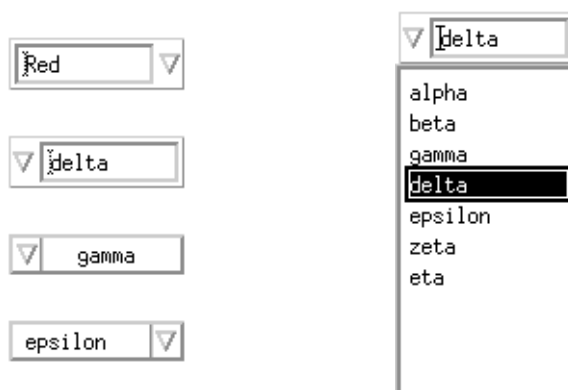 Red
delta
gamma
epsilon
delta
alpha
beta
gamma
delta
epsilon
zeta
eta